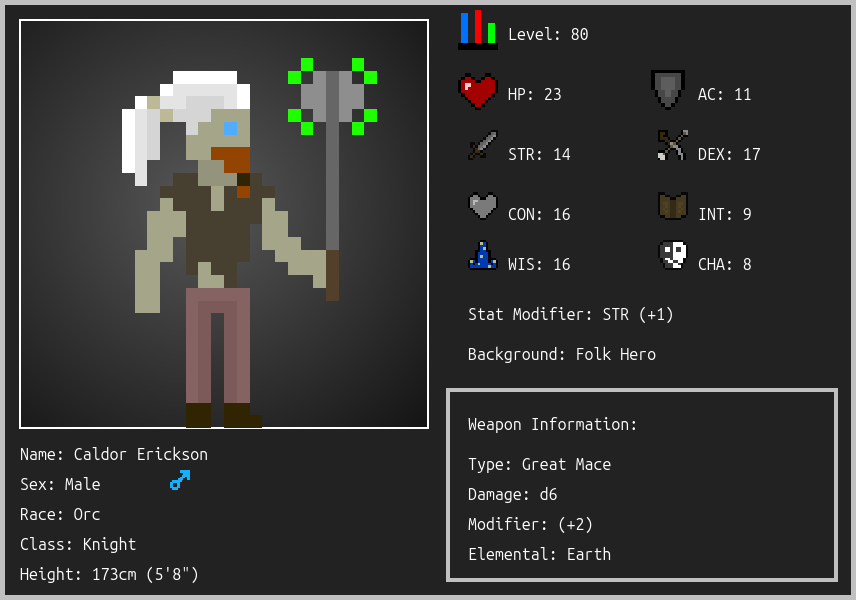 Level: 80
HP: 23
AC: 11
STR: 14
DEX: 17
CON: 16
INT: 9
WIS: 16
CHA: 8
Stat Modifier: STR (+1)
Background: Folk Hero
Weapon Information:
Type: Great Mace
Damage: d6
Modifier: (+2)
Elemental: Earth
Name: Caldor Erickson
Sex: Male
Race: Orc
Class: Knight
Height: 173cm (5'8")